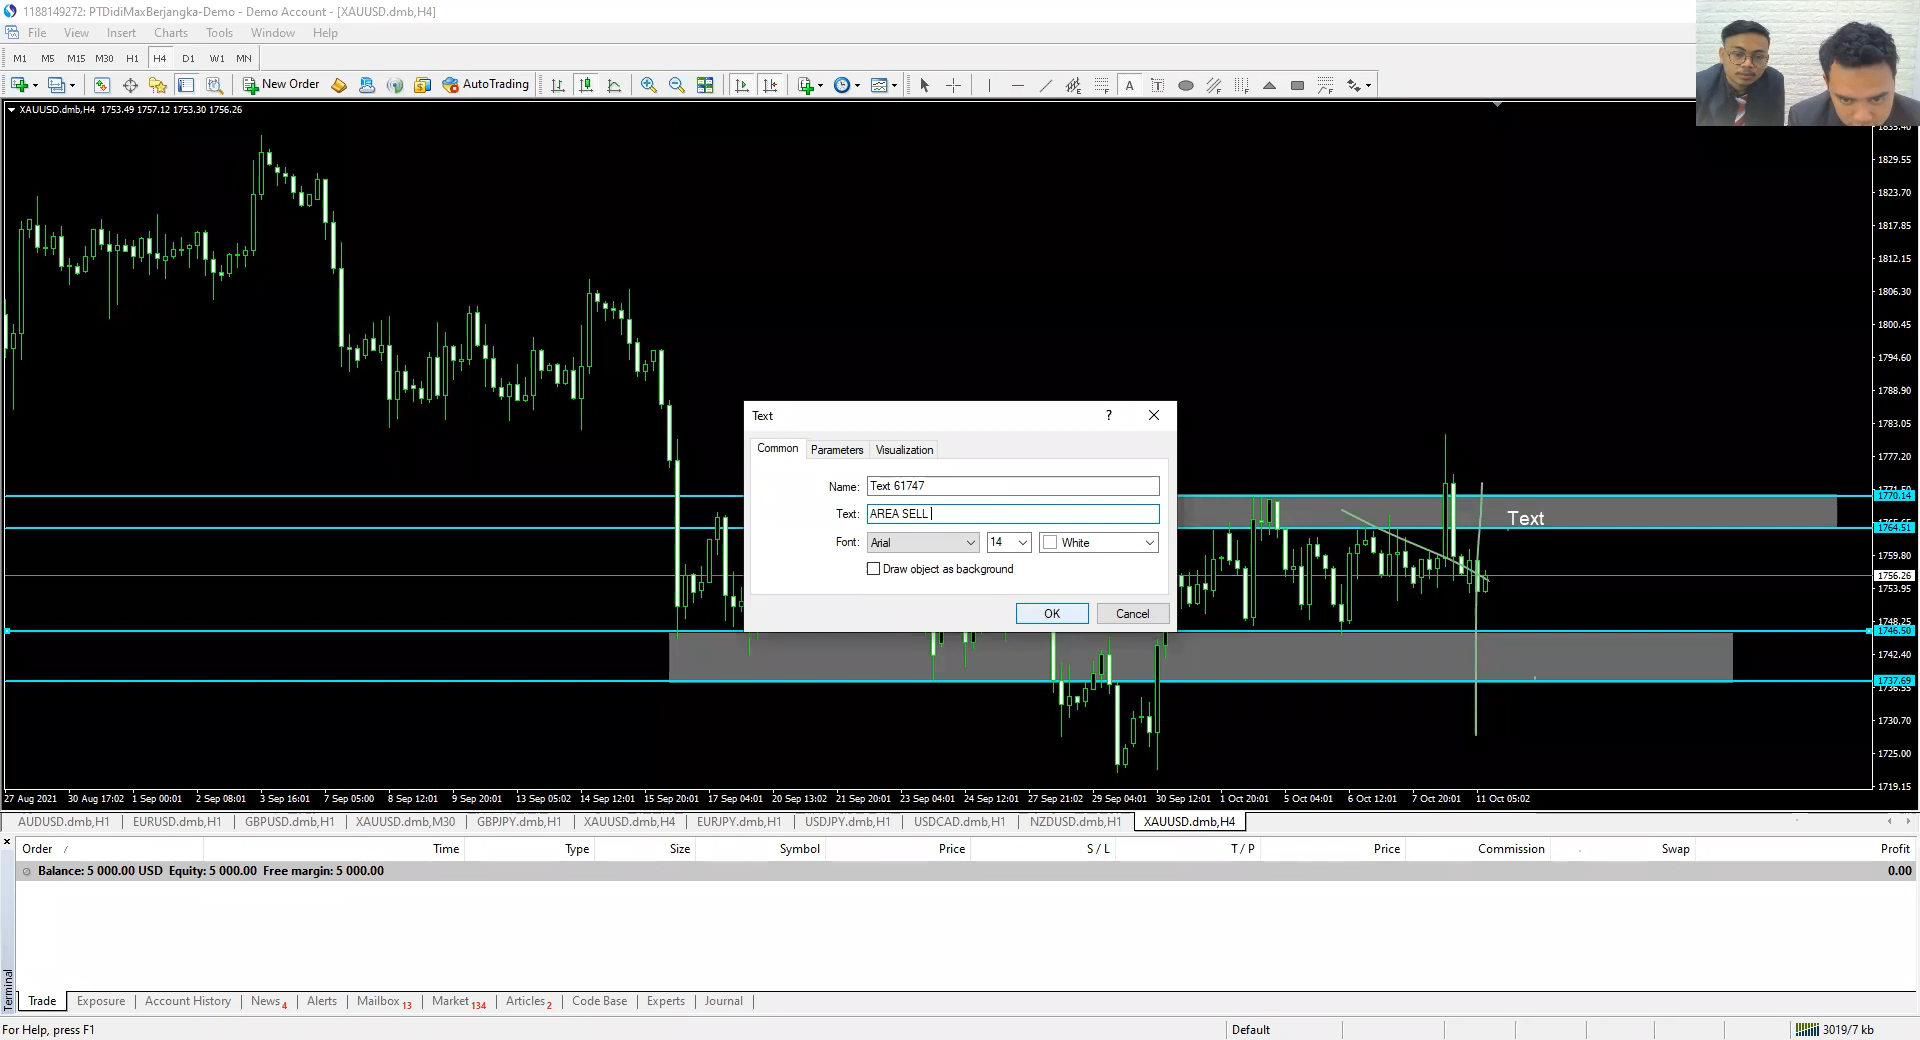 1188149272: PTDidiMaxBerjangka-Demo - Demo Account - [XAUUSD.dmb,H4]
File View Insert Charts Tools Window Help
M1 M5 M15 M30 H1 H4 D1 W1 MN
New Order AutoTrading A T
XAUUSD.dmb,H4 1753.49 1757.12 1753.30 1756.26
1835.40
1829.55
1823.70
1817.85
1812.15
1806.30
1800.45
1794.60
1788.90
1783.05
1777.20
1770.14
1764.51
1759.80
1756.26
1753.95
1748.25
1746.50
1742.40
1737.69
1736.55
1730.70
1725.00
1719.15
Text ?
Common Parameters Visualization
Name: Text 61747
Text: AREA SELL
Font: Arial 14 White
Draw object as background
OK Cancel
Text
27 Aug 2021 30 Aug 17:02 1 Sep 00:01 2 Sep 08:01 3 Sep 16:01 7 Sep 05:00 8 Sep 12:01 9 Sep 20:01 13 Sep 05:02 14 Sep 12:01 15 Sep 20:01 17 Sep 04:01 20 Sep 13:02 21 Sep 20:01 23 Sep 04:01 24 Sep 12:01 27 Sep 21:02 29 Sep 04:01 30 Sep 12:01 1 Oct 20:01 5 Oct 04:01 6 Oct 12:01 7 Oct 20:01 11 Oct 05:02
AUDUSD.dmb,H1 EURUSD.dmb,H1 GBPUSD.dmb,H1 XAUUSD.dmb,M30 GBPJPY.dmb,H1 XAUUSD.dmb,H4 EURJPY.dmb,H1 USDJPY.dmb,H1 USDCAD.dmb,H1 NZDUSD.dmb,H1 XAUUSD.dmb,H4
Order / Time Type Size Symbol Price S / L T / P Price Commission Swap Profit
Balance: 5 000.00 USD Equity: 5 000.00 Free margin: 5 000.00 0.00
Terminal
Trade Exposure Account History News 4 Alerts Mailbox 13 Market 134 Articles 2 Code Base Experts Journal
For Help, press F1 Default 3019/7 kb